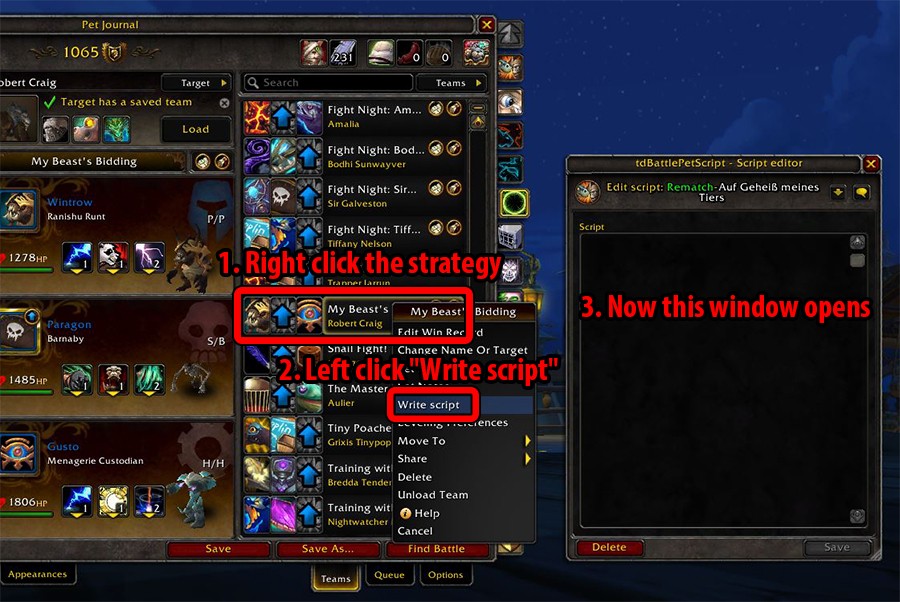 Pet Journal
1065
231
0
0
obert Craig
Target
Search
Teams
Target has a saved team
Load
My Beast's Bidding
Wintrow
Ranishu Runt
P/P
1278HP
1
1
2
Paragon
Barnaby
S/B
1485HP
1
1
2
Gusto
Menagerie Custodian
H/H
1806HP
1
1
2
Fight Night: Am...
Amalia
Fight Night: Bod...
Bodhi Sunwayver
Fight Night: Sir...
Sir Galveston
Fight Night: Tiff...
Tiffany Nelson
Trapper Jarrun
1. Right click the strategy
My Beast's
Robert Craig
Snail Fight!
2. Left click "Write script"
The Master
Aulier
Tiny Poache
Grixis Tinypop
Training wit
Bredda Tender
Training wit
Nightwatcher
My Beast's Bidding
Edit Win Record
Change Name Or Target
Write script
Leveling Preferences
Move To
Share
Delete
Unload Team
Help
Cancel
Save
Save As...
Find Battle
Appearances
Teams
Queue
Options
tdBattlePetScript - Script editor
Edit script: Rematch-Auf Geheiß meines
Tiers
Script
3. Now this window opens
Delete
Save